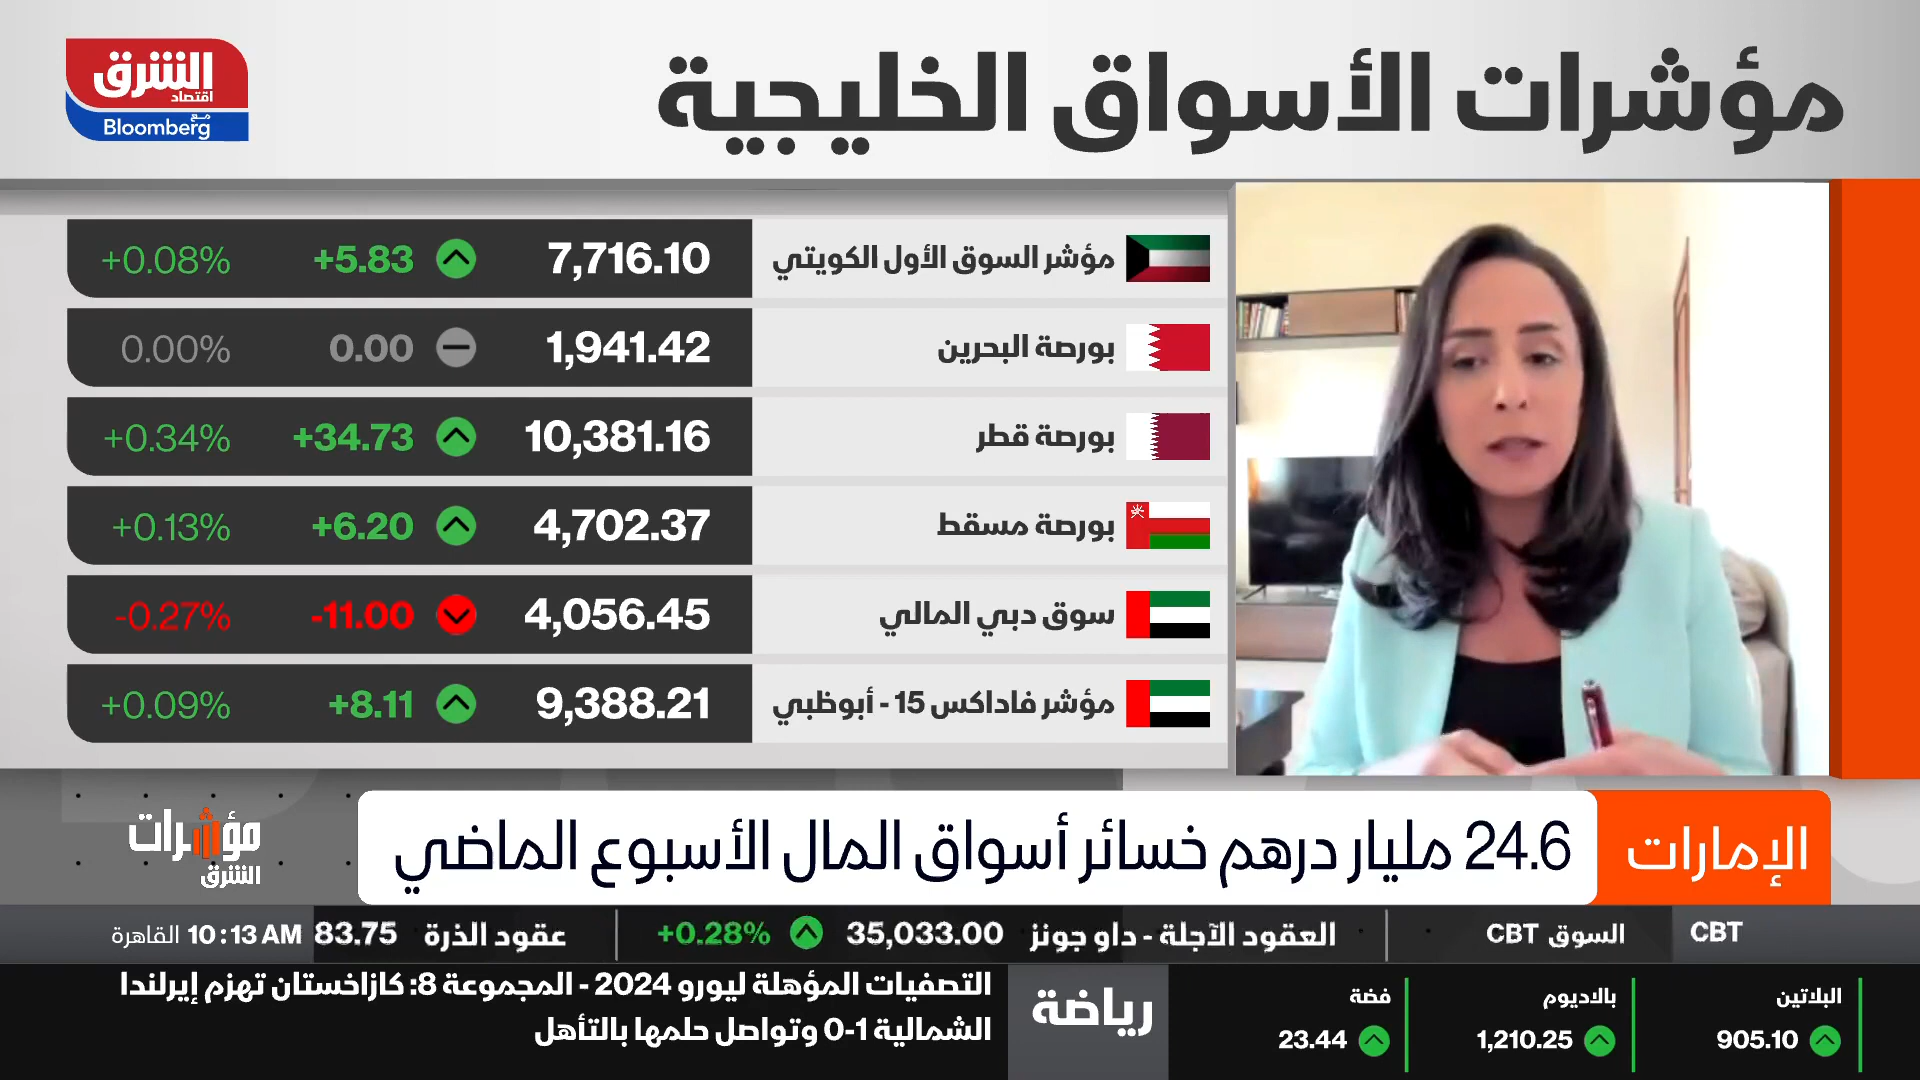 مؤشرات الأسواق الخليجية
الشرق
اقتصاد
مع
Bloomberg
مؤشر السوق الأول الكويتي 7,716.10 +5.83 +0.08%
بورصة البحرين 1,941.42 0.00 0.00%
بورصة قطر 10,381.16 +34.73 +0.34%
بورصة مسقط 4,702.37 +6.20 +0.13%
سوق دبي المالي 4,056.45 -11.00 -0.27%
مؤشر فاداكس 15 - أبوظبي 9,388.21 +8.11 +0.09%
الإمارات
24.6 مليار درهم خسائر أسواق المال الأسبوع الماضي
مؤشرات
الشرق
CBT
السوق CBT
العقود الآجلة - داو جونز 35,033.00 +0.28%
عقود الذرة 83.75
10:13 AM القاهرة
البلاتين
905.10
بالاديوم
1,210.25
فضة
23.44
رياضة
التصفيات المؤهلة ليورو 2024 - المجموعة 8: كازاخستان تهزم إيرلندا
الشمالية 1-0 وتواصل حلمها بالتأهل